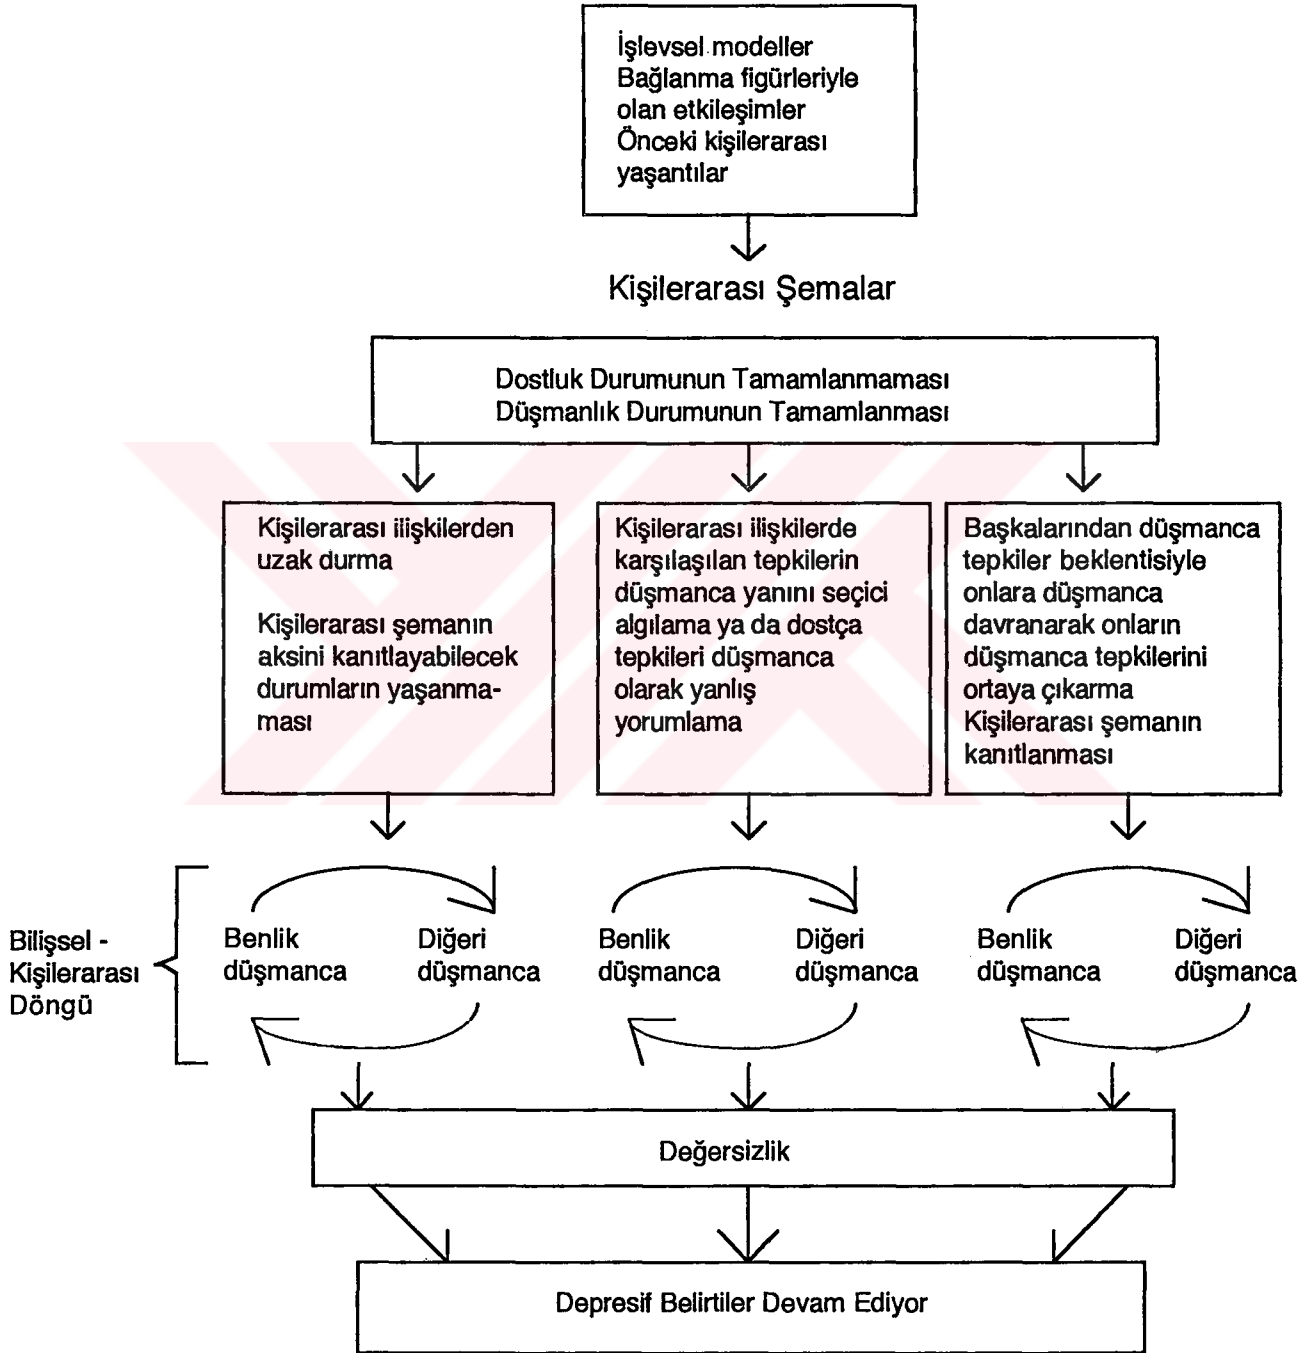 İşlevsel modeller
Bağlanma figürleriyle
olan etkileşimler
Önceki kişilerarası
yaşantılar
Kişilerarası Şemalar
Dostluk Durumunun Tamamlanmaması
Düşmanlık Durumunun Tamamlanması
Kişilerarası ilişkilerden
uzak durma
Kişilerarası şemanın
aksini kanıtlayabilecek
durumların yaşanma-
ması
Kişilerarası ilişkilerde
karşılaşılan tepkilerin
düşmanca yanını seçici
algılama ya da dostça
tepkileri düşmanca
olarak yanlış
yorumlama
Başkalarından düşmanca
tepkiler beklentisiyle
onlara düşmanca
davranarak onların
düşmanca tepkilerini
ortaya çıkarma
Kişilerarası şemanın
kanıtlanması
Bilişsel -
Kişilerarası
Döngü
Benlik
düşmanca
Diğeri
düşmanca
Benlik
düşmanca
Diğeri
düşmanca
Benlik
düşmanca
Diğeri
düşmanca
Değersizlik
Depresif Belirtiler Devam Ediyor